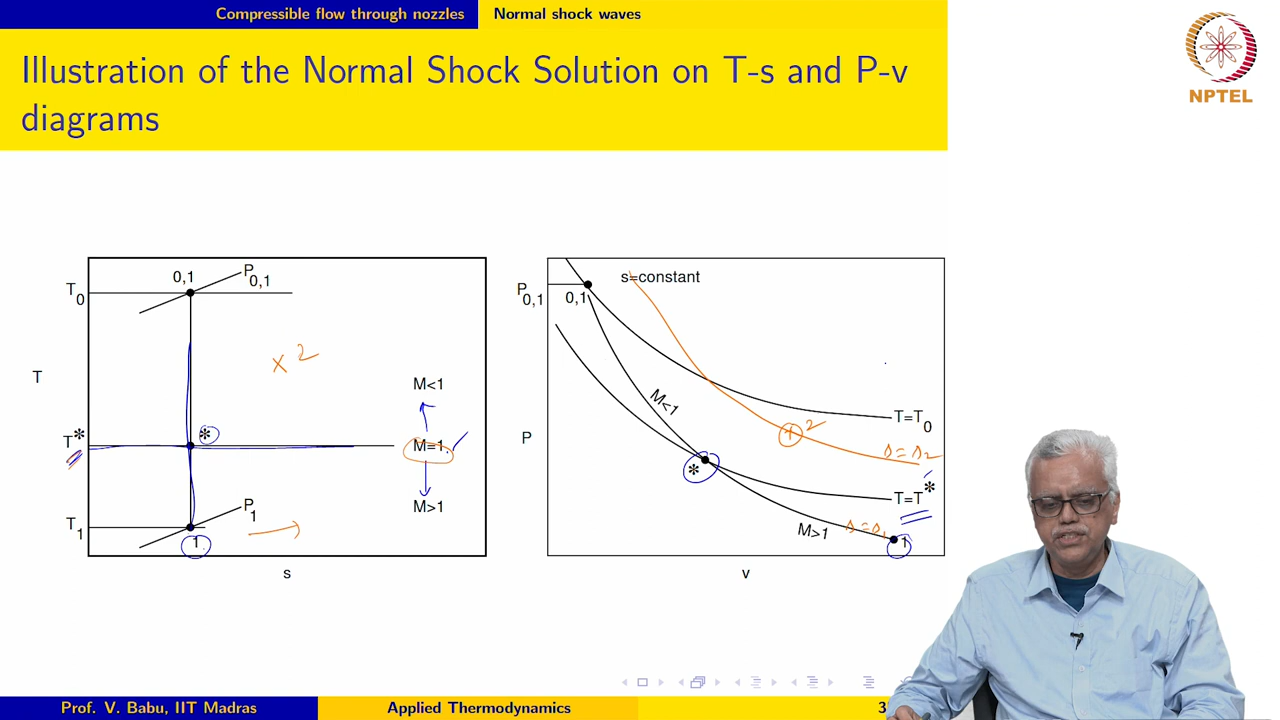 Compressible flow through nozzles Normal shock waves
Illustration of the Normal Shock Solution on T-s and P-v
diagrams
NPTEL
0,1
P0,1
T0
x 2
T
M<1
T*
*
M=1
M>1
P1
T1
1
s
s=constant
P0,1
0,1
M<1
T=T0
2
P
s=s2
*
T=T*
M>1
s=s1
1
v
Prof. V. Babu, IIT Madras Applied Thermodynamics 3